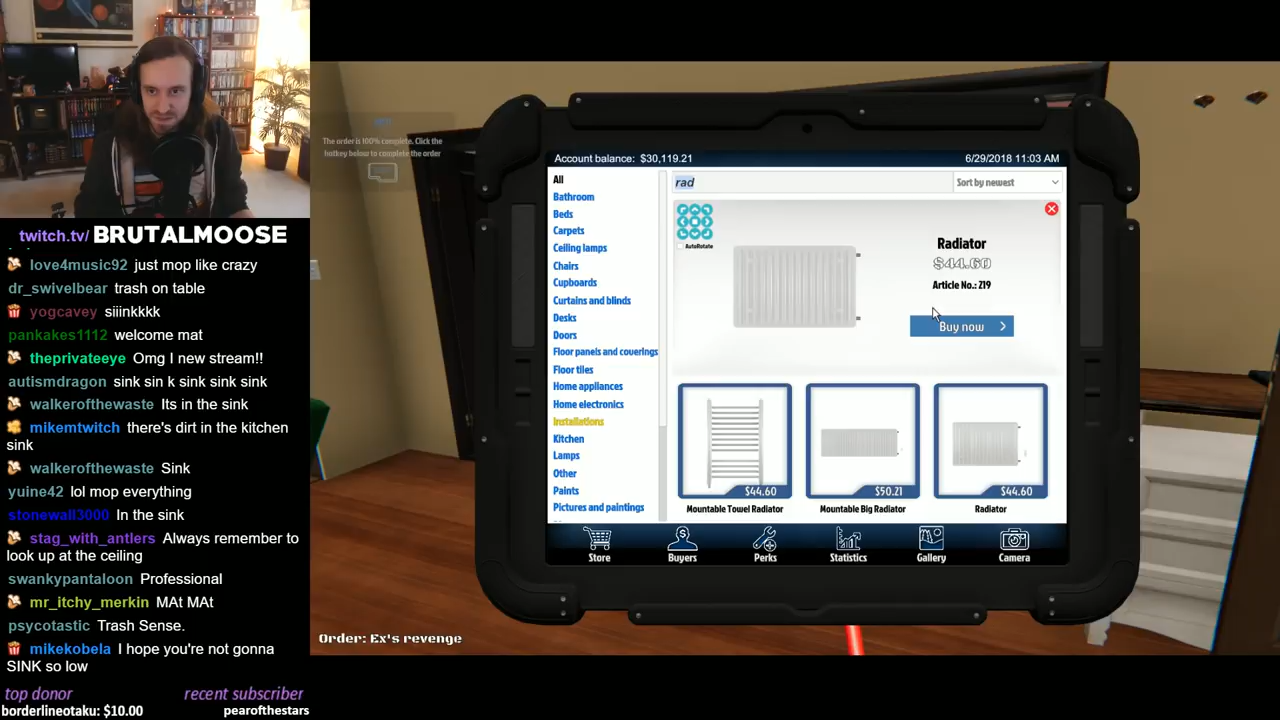 twitch.tv/BRUTALMOOSE
love4music92 just mop like crazy
dr_swivelbear trash on table
yogcavey siiinkkkk
pankakes1112 welcome mat
theprivateeye Omg I new stream!!
autismdragon sink sin k sink sink sink
walkerofthewaste Its in the sink
mikemtwitch there's dirt in the kitchen
sink
walkerofthewaste Sink
yuine42 lol mop everything
stonewall3000 In the sink
stag_with_antlers Always remember to
look up at the ceiling
swankypantaloon Professional
mr_itchy_merkin MAt MAt
psycotastic Trash Sense.
mikekobela I hope you're not gonna
SINK so low
top donor
borderlineotaku: $10.00
recent subscriber
pearofthestars
The order is 100% complete. Click the
hotkey below to complete the order
Account balance: $30,119.21
6/29/2018 11:03 AM
All
Bathroom
Beds
Carpets
Ceiling lamps
Chairs
Cupboards
Curtains and blinds
Desks
Doors
Floor panels and coverings
Floor tiles
Home appliances
Home electronics
Installations
Kitchen
Lamps
Other
Paints
Pictures and paintings
rad
Sort by newest
AutoRotate
Radiator
$44.60
Article No.: Z19
Buy now
$44.60
Mountable Towel Radiator
$50.21
Mountable Big Radiator
$44.60
Radiator
Store
Buyers
Perks
Statistics
Gallery
Camera
Order: Ex's revenge